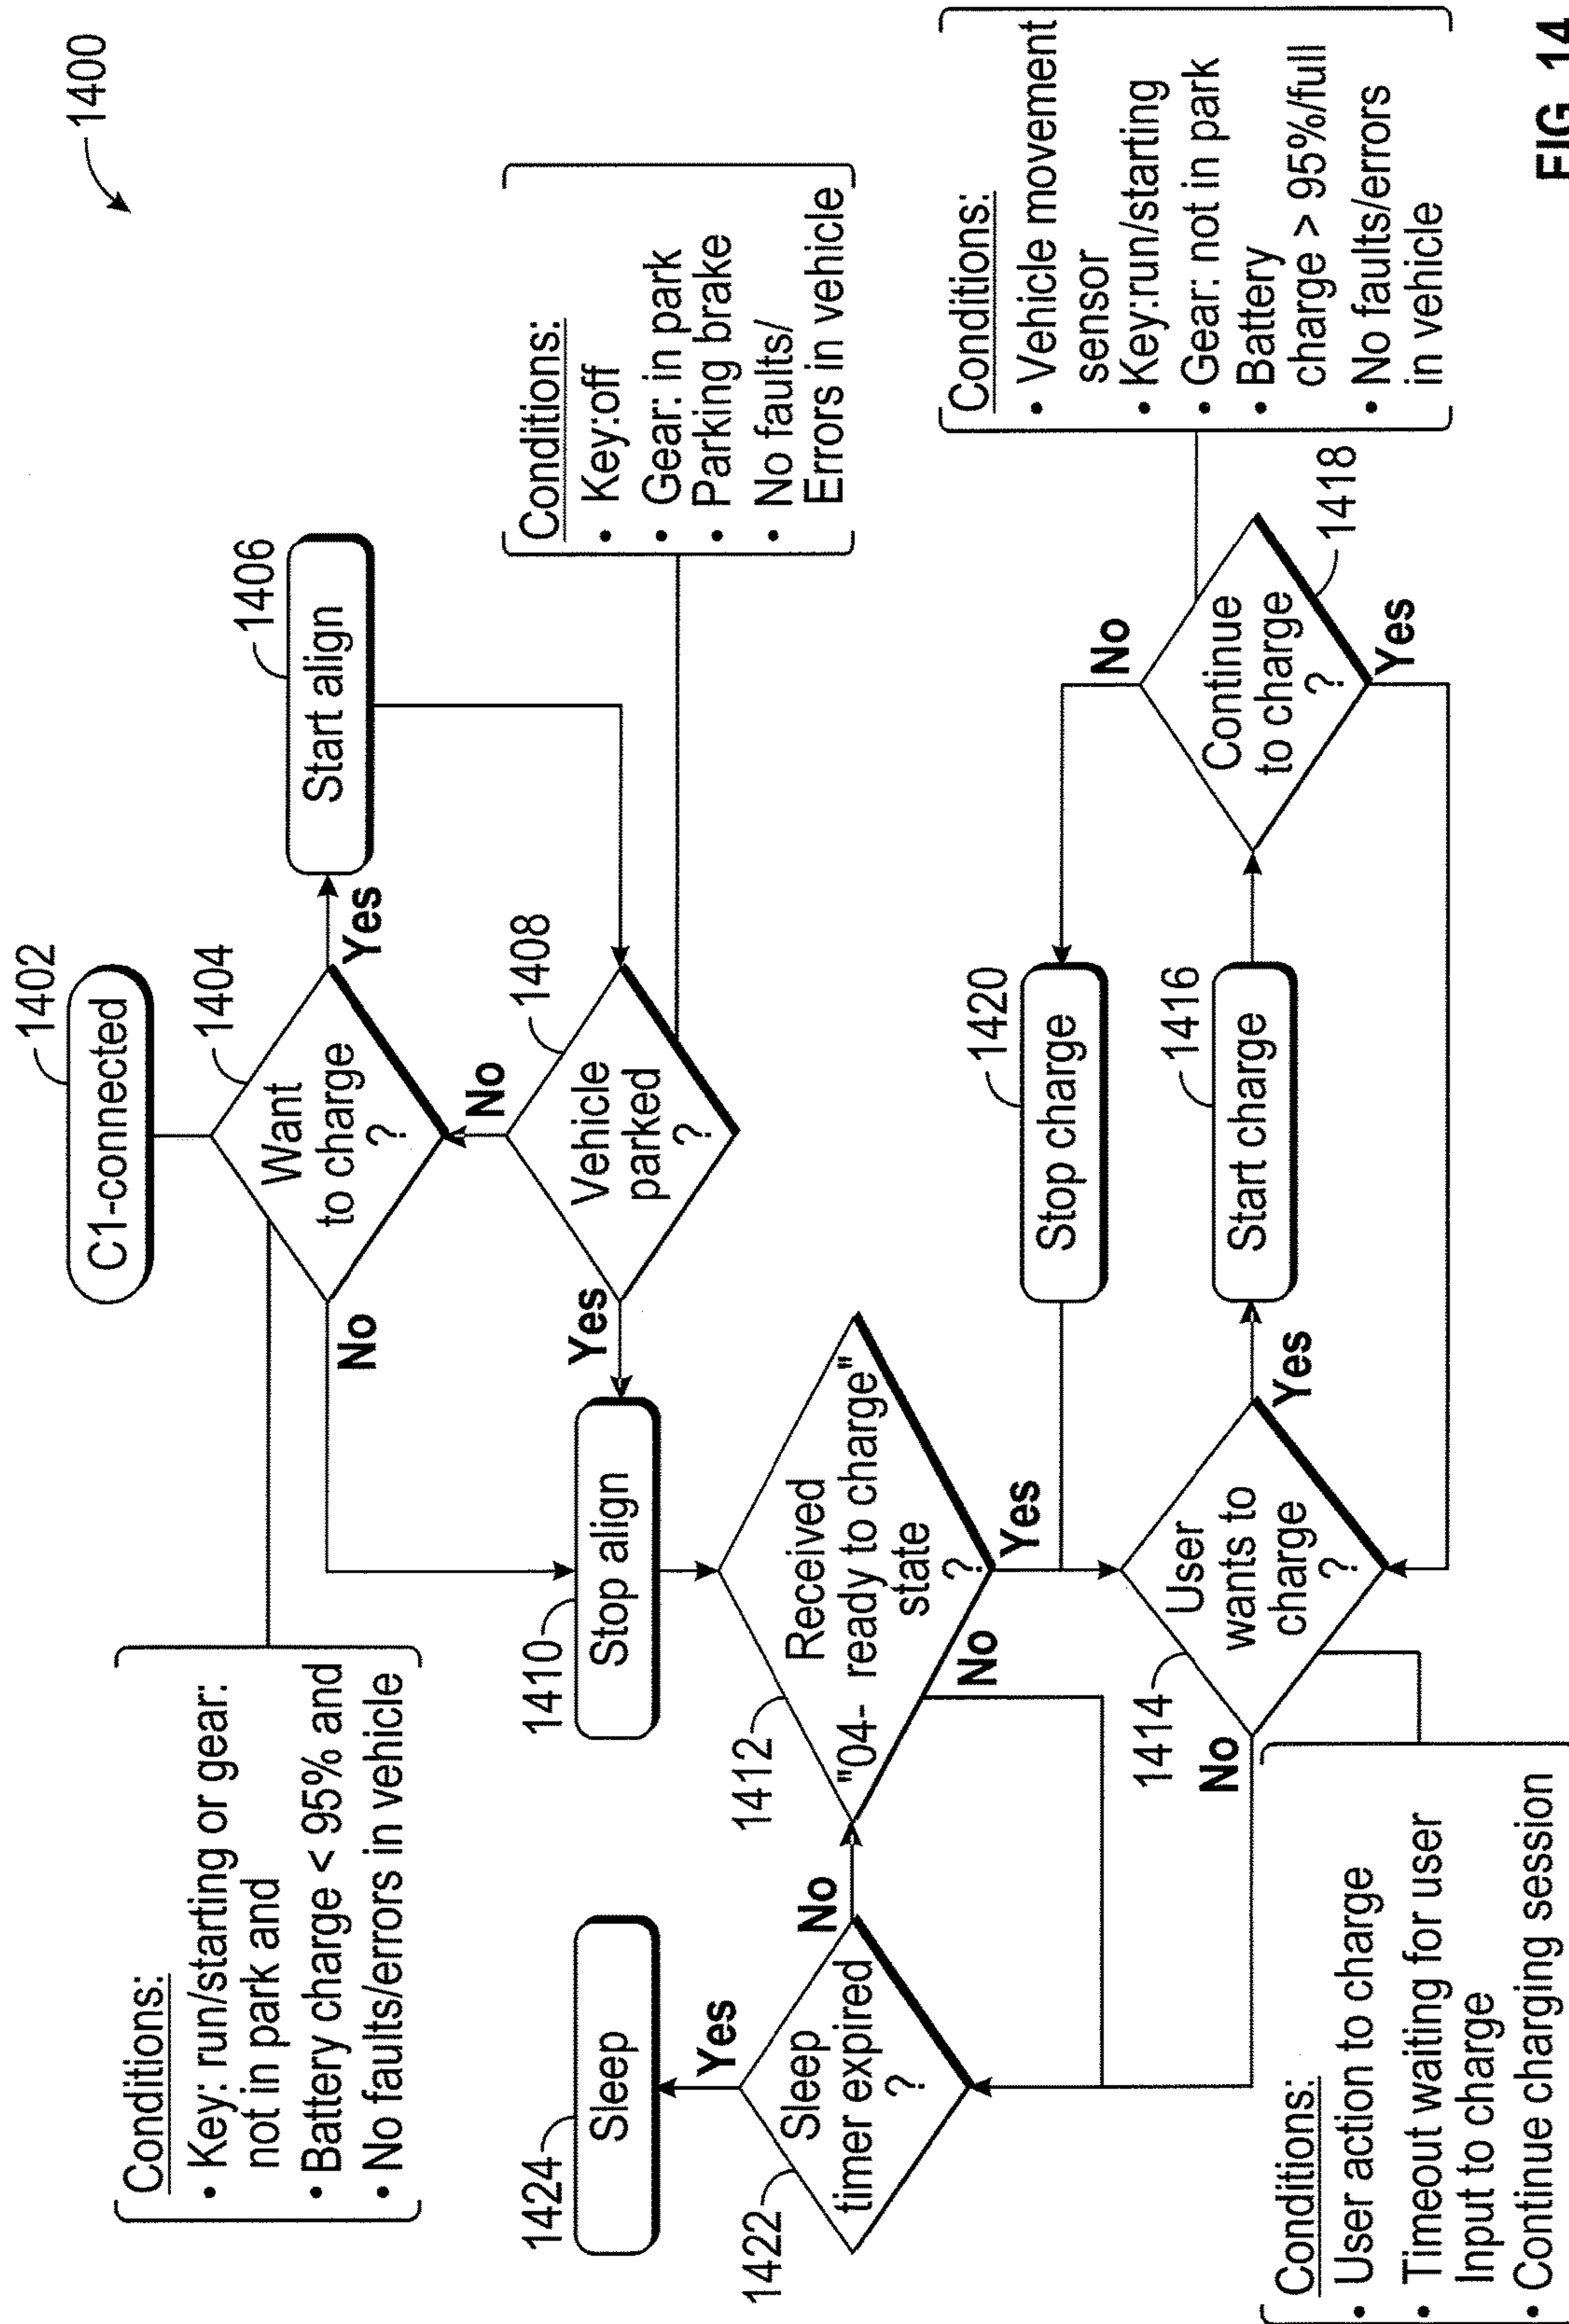 1400
1402
C1-connected
1404
Want
to charge
?
No
Yes
Conditions:
• Key: run/starting or gear:
not in park and
• Battery charge < 95% and
• No faults/errors in vehicle
1406
Start align
1408
Vehicle
parked
?
No
Yes
Conditions:
• Key:off
• Gear: in park
• Parking brake
• No faults/
Errors in vehicle
1410
Stop align
1412
Received
"04- ready to charge"
state
?
No
Yes
1424
Sleep
Yes
1422
Sleep
timer expired
?
No
1414
User
wants to
charge
?
No
Yes
Conditions:
• User action to charge
• Timeout waiting for user
Input to charge
• Continue charging session
1420
Stop charge
1416
Start charge
1418
Continue
to charge
?
No
Yes
Conditions:
• Vehicle movement
sensor
• Key:run/starting
• Gear: not in park
• Battery
charge > 95%/full
• No faults/errors
in vehicle
FIG. 14